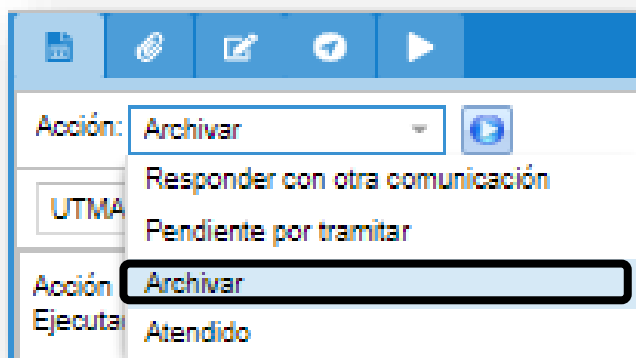 Acción: Archivar
Responder con otra comunicación
UTMA
Pendiente por tramitar
Acción Archivar
Ejecuta
Atendido